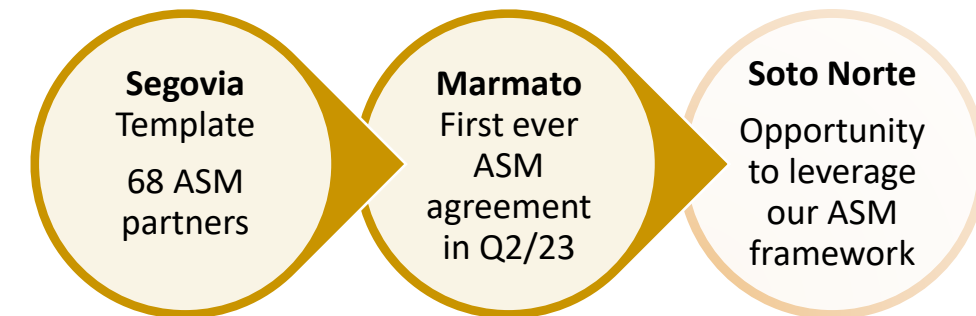 Segovia
Template
68 ASM
partners
Marmato
First ever
ASM
agreement
in Q2/23
Soto Norte
Opportunity
to leverage
our ASM
framework